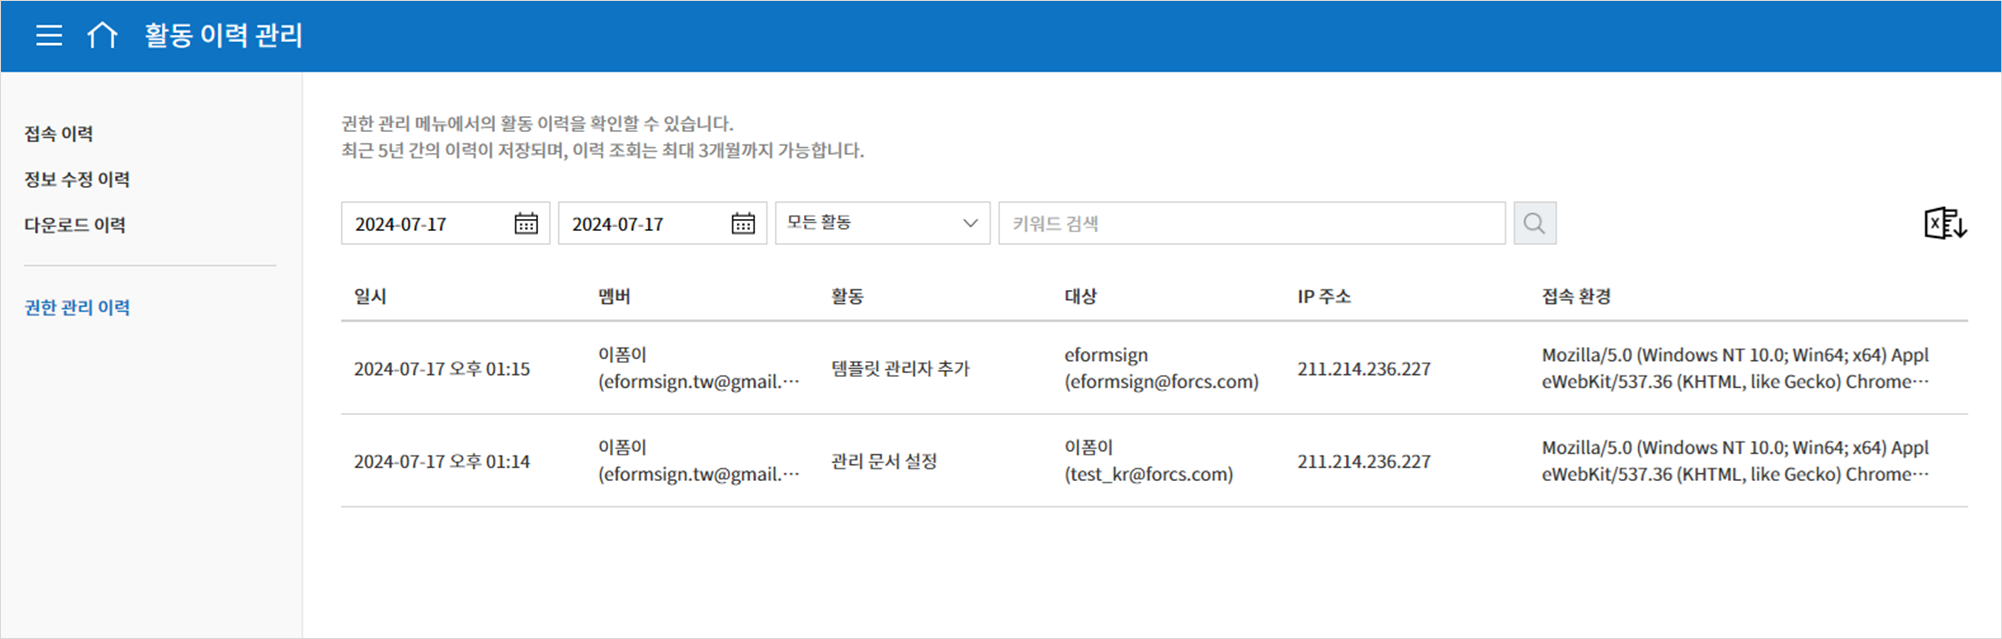 활동 이력 관리
접속 이력
정보 수정 이력
다운로드 이력
권한 관리 이력
권한 관리 메뉴에서의 활동 이력을 확인할 수 있습니다.
최근 5년 간의 이력이 저장되며, 이력 조회는 최대 3개월까지 가능합니다.
2024-07-17 2024-07-17 모든 활동 키워드 검색
일시 멤버 활동 대상 IP 주소 접속 환경
2024-07-17 오후 01:15 이폼이 (eformsign.tw@gmail.··· 템플릿 관리자 추가 eformsign (eformsign@forcs.com) 211.214.236.227 Mozilla/5.0 (Windows NT 10.0; Win64; x64) Appl
eWebKit/537.36 (KHTML, like Gecko) Chrome···
2024-07-17 오후 01:14 이폼이 (eformsign.tw@gmail.··· 관리 문서 설정 이폼이 (test_kr@forcs.com) 211.214.236.227 Mozilla/5.0 (Windows NT 10.0; Win64; x64) Appl
eWebKit/537.36 (KHTML, like Gecko) Chrome···